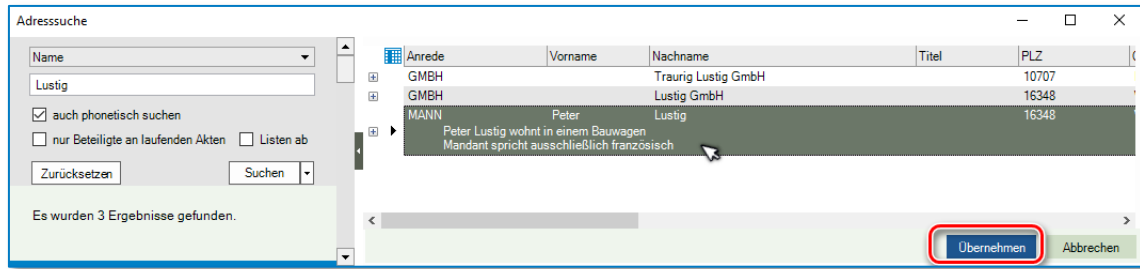 Adresssuche
Name
Lustig
auch phonetisch suchen
nur Beteiligte an laufenden Akten Listen ab
Zurücksetzen Suchen
Es wurden 3 Ergebnisse gefunden.
Anrede Vorname Nachname Titel PLZ
GMBH Traurig Lustig GmbH 10707
GMBH Lustig GmbH 16348
MANN Peter Lustig 16348
Peter Lustig wohnt in einem Bauwagen
Mandant spricht ausschließlich französisch
Übernehmen Abbrechen